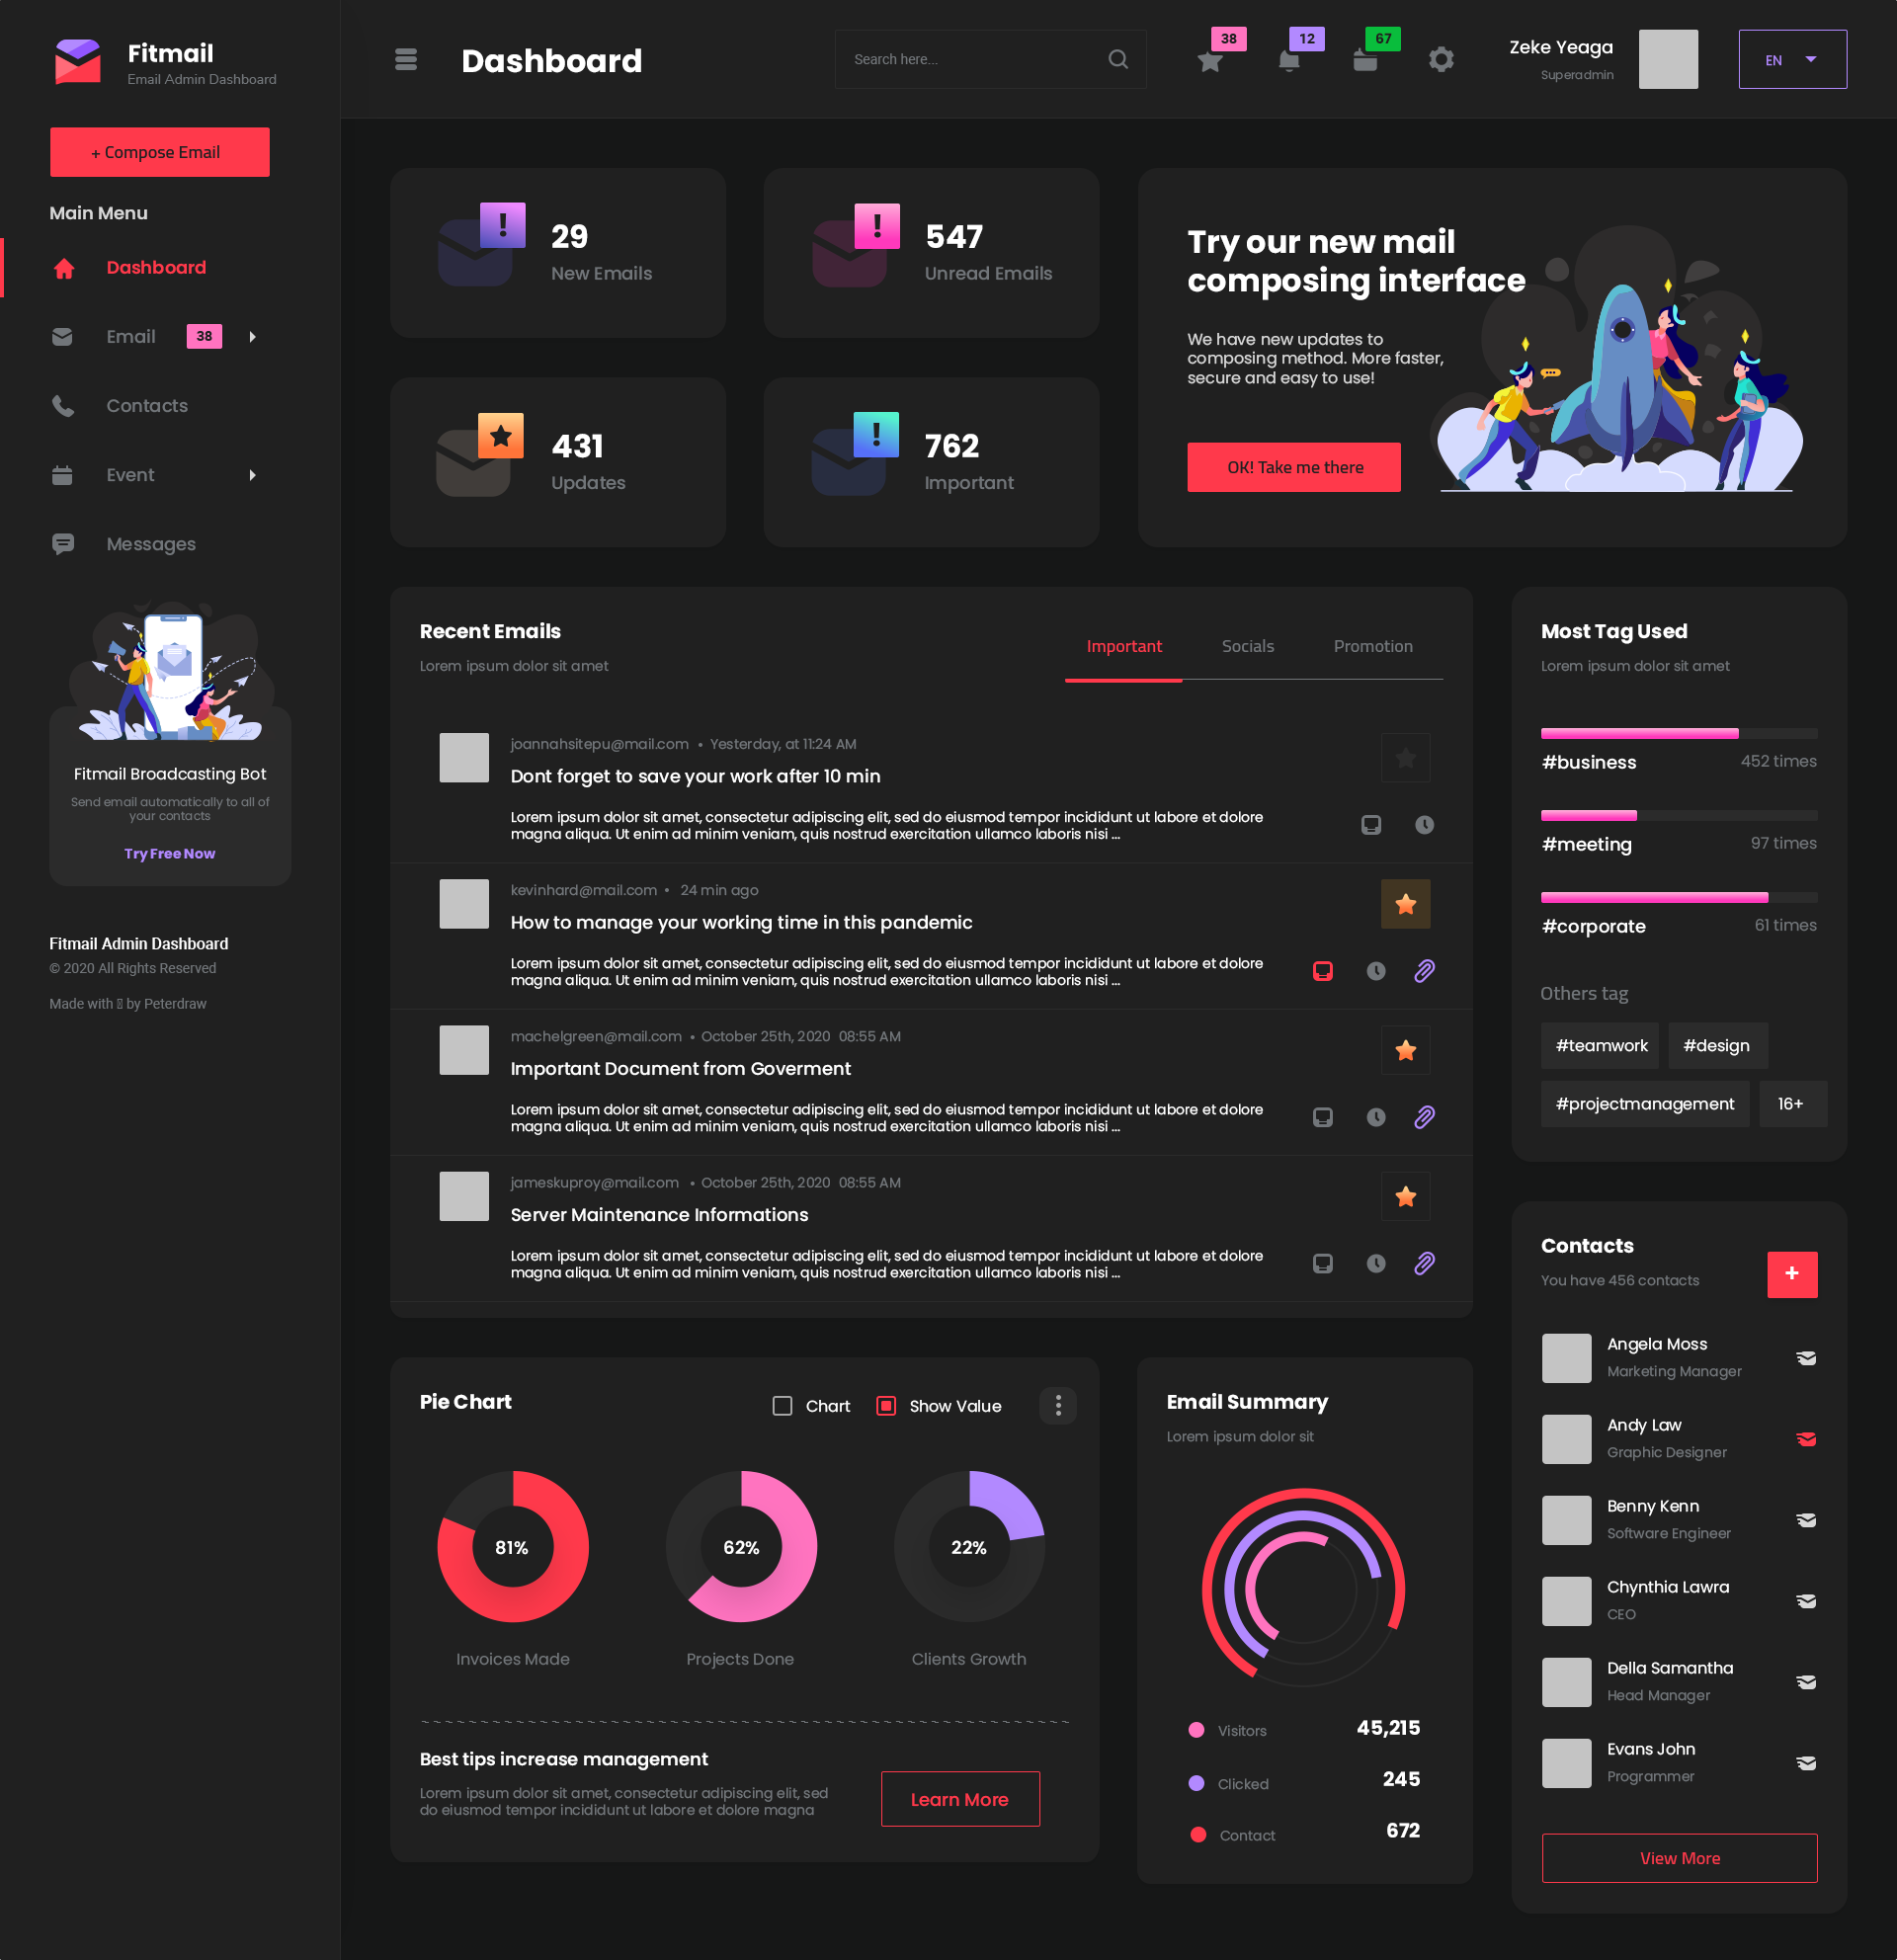 Fitmail
Email Admin Dashboard
+ Compose Email
Main Menu
Dashboard
Email 38
Contacts
Event
Messages
Fitmail Broadcasting Bot
Send email automatically to all of
your contacts
Try Free Now
Fitmail Admin Dashboard
© 2020 All Rights Reserved
Made with by Peterdraw
Dashboard
Search here...
38
12
67
Zeke Yeaga
Superadmin
EN
29
New Emails
547
Unread Emails
431
Updates
762
Important
Try our new mail
composing interface
We have new updates to
composing method. More faster,
secure and easy to use!
OK! Take me there
Recent Emails
Lorem ipsum dolor sit amet
Important Socials Promotion
joannahsitepu@mail.com • Yesterday, at 11:24 AM
Dont forget to save your work after 10 min
Lorem ipsum dolor sit amet, consectetur adipiscing elit, sed do eiusmod tempor incididunt ut labore et dolore
magna aliqua. Ut enim ad minim veniam, quis nostrud exercitation ullamco laboris nisi ...
kevinhard@mail.com • 24 min ago
How to manage your working time in this pandemic
Lorem ipsum dolor sit amet, consectetur adipiscing elit, sed do eiusmod tempor incididunt ut labore et dolore
magna aliqua. Ut enim ad minim veniam, quis nostrud exercitation ullamco laboris nisi ...
machelgreen@mail.com • October 25th, 2020 08:55 AM
Important Document from Goverment
Lorem ipsum dolor sit amet, consectetur adipiscing elit, sed do eiusmod tempor incididunt ut labore et dolore
magna aliqua. Ut enim ad minim veniam, quis nostrud exercitation ullamco laboris nisi ...
jameskuproy@mail.com • October 25th, 2020 08:55 AM
Server Maintenance Informations
Lorem ipsum dolor sit amet, consectetur adipiscing elit, sed do eiusmod tempor incididunt ut labore et dolore
magna aliqua. Ut enim ad minim veniam, quis nostrud exercitation ullamco laboris nisi ...
Most Tag Used
Lorem ipsum dolor sit amet
#business 452 times
#meeting 97 times
#corporate 61 times
Others tag
#teamwork #design
#projectmanagement 16+
Contacts
You have 456 contacts
+
Angela Moss
Marketing Manager
Andy Law
Graphic Designer
Benny Kenn
Software Engineer
Chynthia Lawra
CEO
Della Samantha
Head Manager
Evans John
Programmer
View More
Pie Chart
Chart Show Value
81% 62% 22%
Invoices Made Projects Done Clients Growth
Best tips increase management
Lorem ipsum dolor sit amet, consectetur adipiscing elit, sed
do eiusmod tempor incididunt ut labore et dolore magna
Learn More
Email Summary
Lorem ipsum dolor sit
Visitors 45,215
Clicked 245
Contact 672